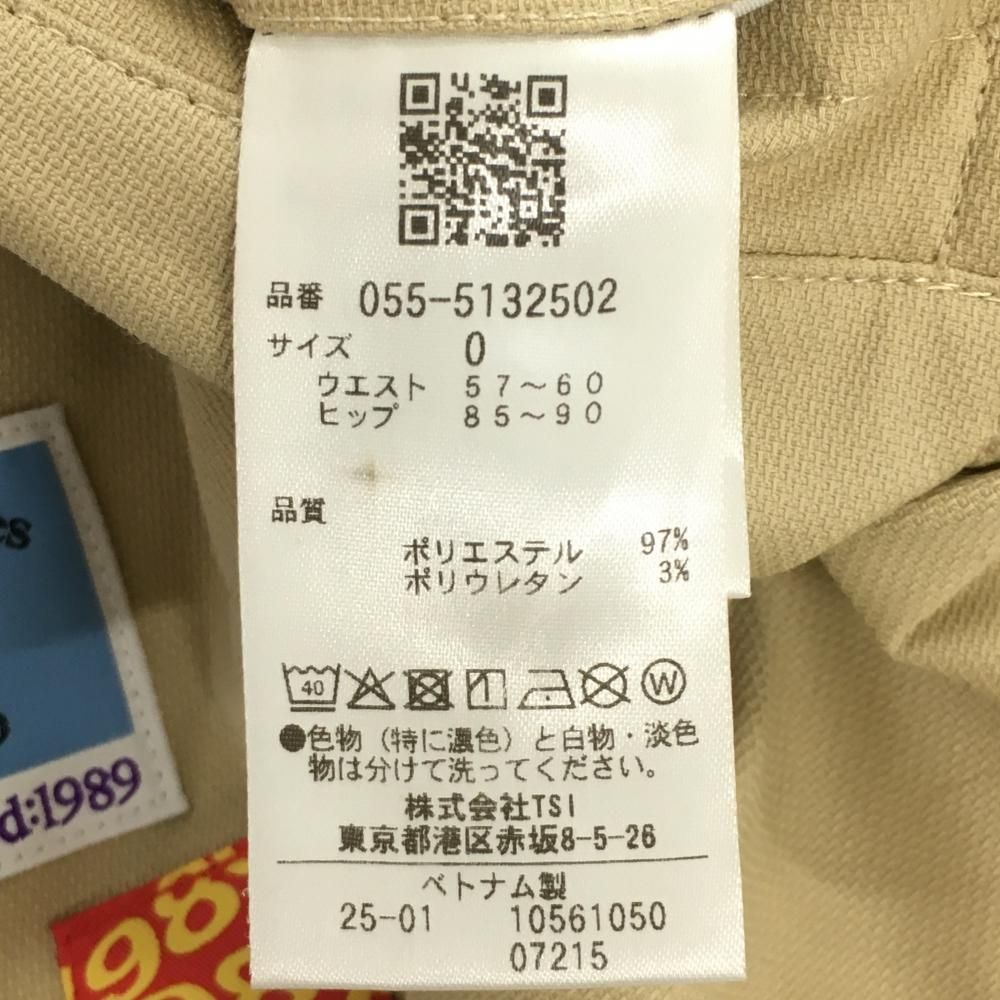 品番 055-5132502
サイズ 0
ウエスト 57～60
ヒップ 85～90
品質
ポリエステル 97%
ポリウレタン 3%
40
W
●色物（特に濃色）と白物・淡色
物は分けて洗ってください。
株式会社TSI
東京都港区赤坂8-5-26
ベトナム製
25-01 10561050
07215
d:1989